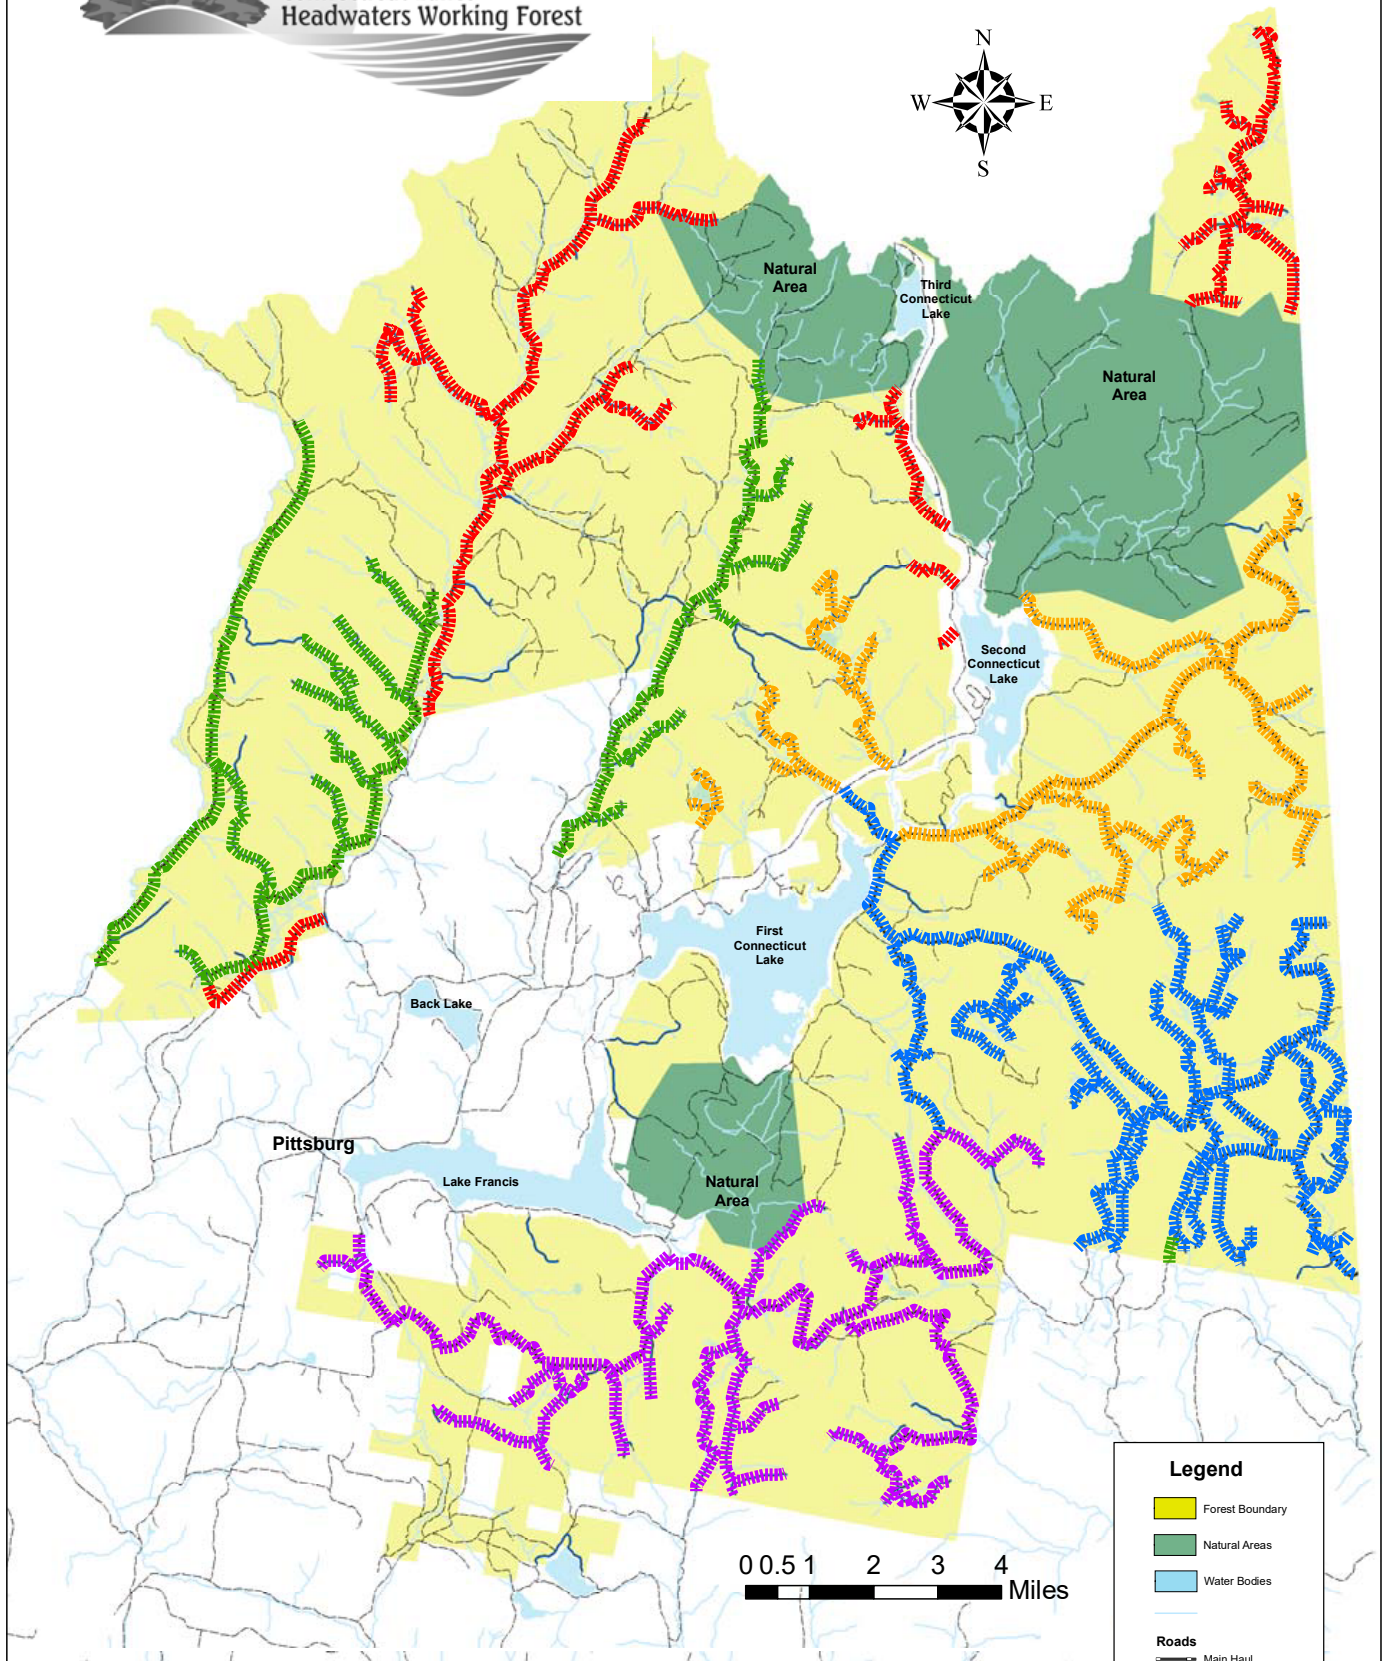 Headwaters Working Forest
N
W E
S
Natural
Area
Third
Connecticut
Lake
Natural
Area
Second
Connecticut
Lake
First
Connecticut
Lake
Back Lake
Pittsburg
Lake Francis
Natural
Area
Legend
Forest Boundary
Natural Areas
Water Bodies
Roads
Main Haul
0 0.5 1 2 3 4
Miles